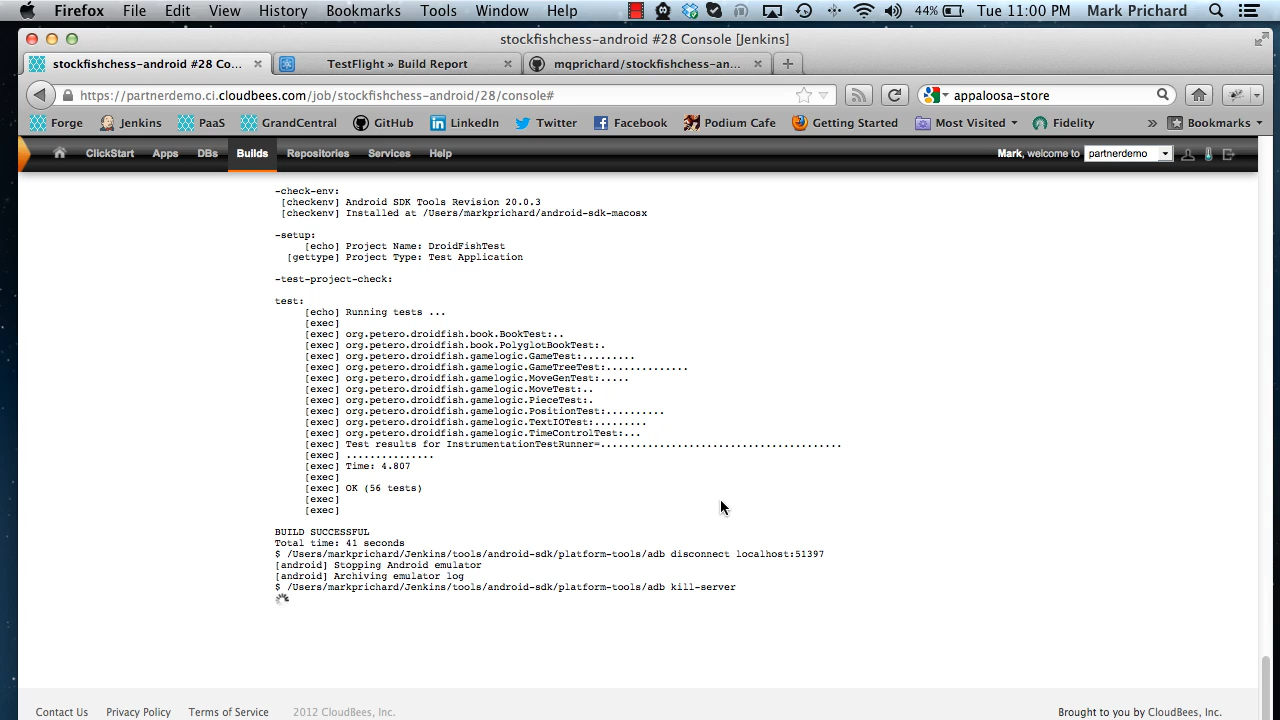 Firefox File Edit View History Bookmarks Tools Window Help 44% Tue 11:00 PM Mark Prichard
stockfishchess-android #28 Console [Jenkins]
stockfishchess-android #28 Co... TestFlight » Build Report mqprichard/stockfishchess-an...
https://partnerdemo.ci.cloudbees.com/job/stockfishchess-android/28/console# appaloosa-store
Forge Jenkins PaaS GrandCentral GitHub LinkedIn Twitter Facebook Podium Cafe Getting Started Most Visited Fidelity » Bookmarks
ClickStart Apps DBs Builds Repositories Services Help Mark, welcome to partnerdemo
-check-env:
[checkenv] Android SDK Tools Revision 20.0.3
[checkenv] Installed at /Users/markprichard/android-sdk-macosx
-setup:
[echo] Project Name: DroidFishTest
[gettype] Project Type: Test Application
-test-project-check:
test:
[echo] Running tests ...
[exec]
[exec] org.petero.droidfish.book.BookTest:..
[exec] org.petero.droidfish.book.PolyglotBookTest:.
[exec] org.petero.droidfish.gamelogic.GameTest:.........
[exec] org.petero.droidfish.gamelogic.GameTreeTest:..............
[exec] org.petero.droidfish.gamelogic.MoveGenTest:.....
[exec] org.petero.droidfish.gamelogic.MoveTest:..
[exec] org.petero.droidfish.gamelogic.PieceTest:.
[exec] org.petero.droidfish.gamelogic.PositionTest:..........
[exec] org.petero.droidfish.gamelogic.TextIOTest:.........
[exec] org.petero.droidfish.gamelogic.TimeControlTest:...
[exec] Test results for InstrumentationTestRunner=.........................................
[exec] ...............
[exec] Time: 4.807
[exec]
[exec] OK (56 tests)
[exec]
[exec]
BUILD SUCCESSFUL
Total time: 41 seconds
$ /Users/markprichard/Jenkins/tools/android-sdk/platform-tools/adb disconnect localhost:51397
[android] Stopping Android emulator
[android] Archiving emulator log
$ /Users/markprichard/Jenkins/tools/android-sdk/platform-tools/adb kill-server
Contact Us Privacy Policy Terms of Service 2012 CloudBees, Inc. Brought to you by CloudBees, Inc.